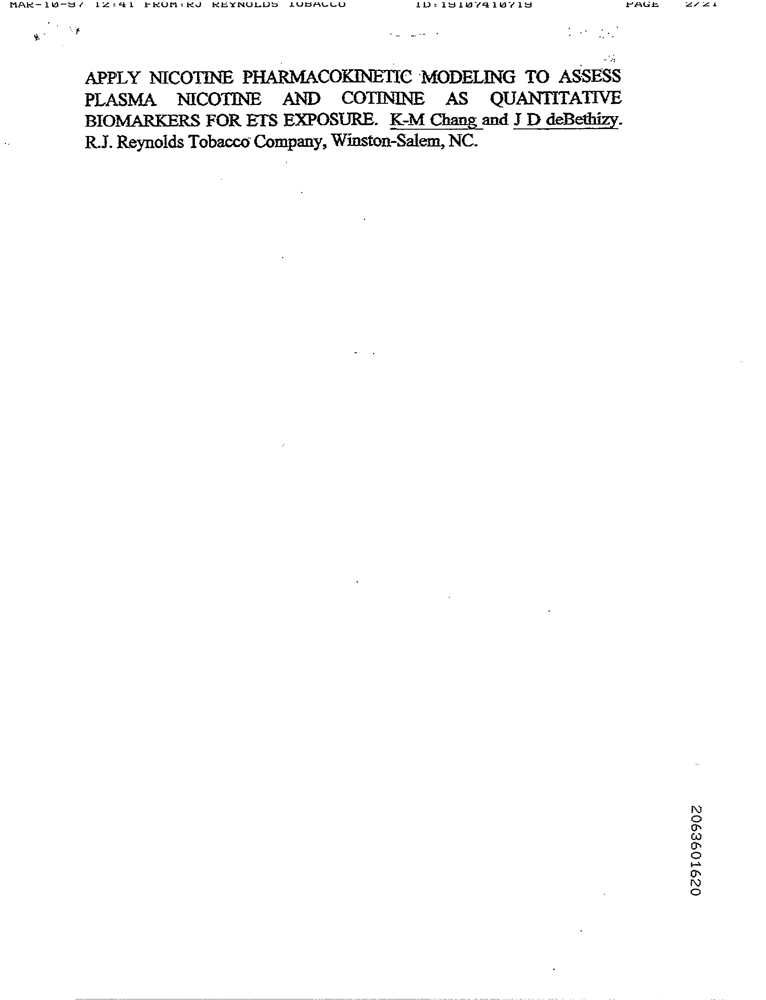 MAR-10-97 12:41 FROM:RJ REYNOLDS TOBACCO ID:19107410719 PAGE 2/21
APPLY NICOTINE PHARMACOKINETIC MODELING TO ASSESS
PLASMA NICOTINE AND COTININE AS QUANTITATIVE
BIOMARKERS FOR ETS EXPOSURE. K-M Chang and J D deBethizy.
R.J. Reynolds Tobacco Company, Winston-Salem, NC.
2063601620